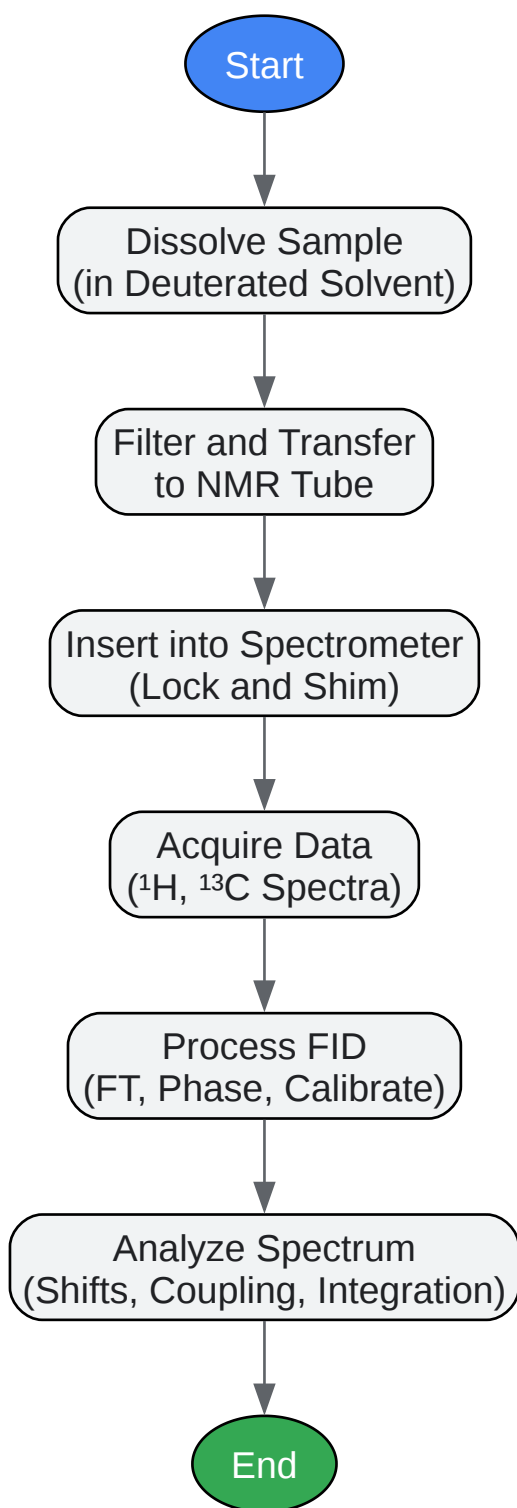 Start
Dissolve Sample
(in Deuterated Solvent)
Filter and Transfer
to NMR Tube
Insert into Spectrometer
(Lock and Shim)
Acquire Data
(¹H, ¹³C Spectra)
Process FID
(FT, Phase, Calibrate)
Analyze Spectrum
(Shifts, Coupling, Integration)
End